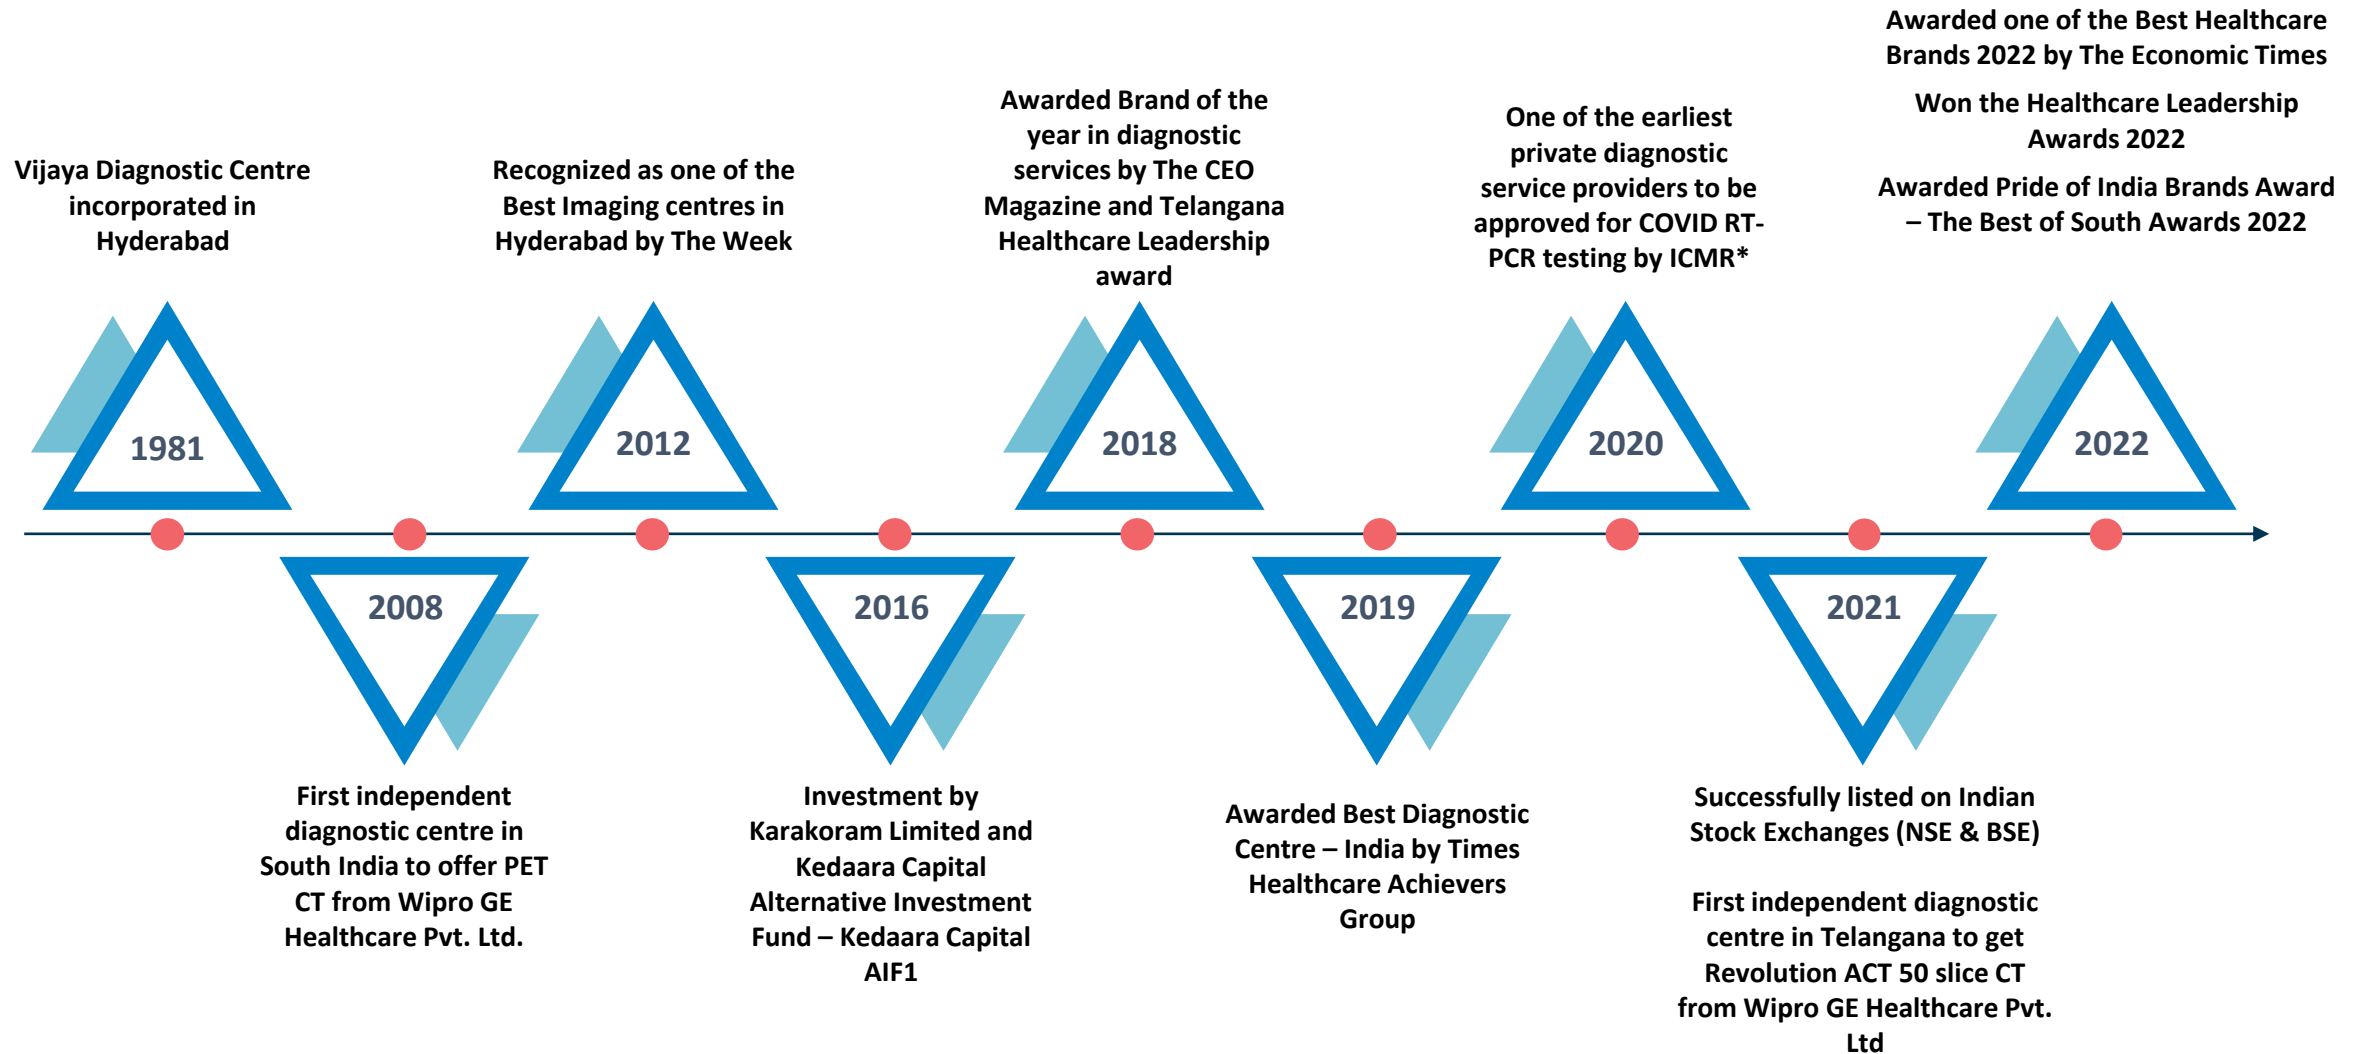 Vijaya Diagnostic Centre
incorporated in
Hyderabad
1981
First independent
diagnostic centre in
South India to offer PET
CT from Wipro GE
Healthcare Pvt. Ltd.
2008
Recognized as one of the
Best Imaging centres in
Hyderabad by The Week
2012
Investment by
Karakoram Limited and
Kedaara Capital
Alternative Investment
Fund – Kedaara Capital
AIF1
2016
Awarded Brand of the
year in diagnostic
services by The CEO
Magazine and Telangana
Healthcare Leadership
award
2018
Awarded Best Diagnostic
Centre – India by Times
Healthcare Achievers
Group
2019
One of the earliest
private diagnostic
service providers to be
approved for COVID RT-
PCR testing by ICMR*
2020
Successfully listed on Indian
Stock Exchanges (NSE & BSE)
First independent diagnostic
centre in Telangana to get
Revolution ACT 50 slice CT
from Wipro GE Healthcare Pvt.
Ltd
2021
Awarded one of the Best Healthcare
Brands 2022 by The Economic Times
Won the Healthcare Leadership
Awards 2022
Awarded Pride of India Brands Award
– The Best of South Awards 2022
2022